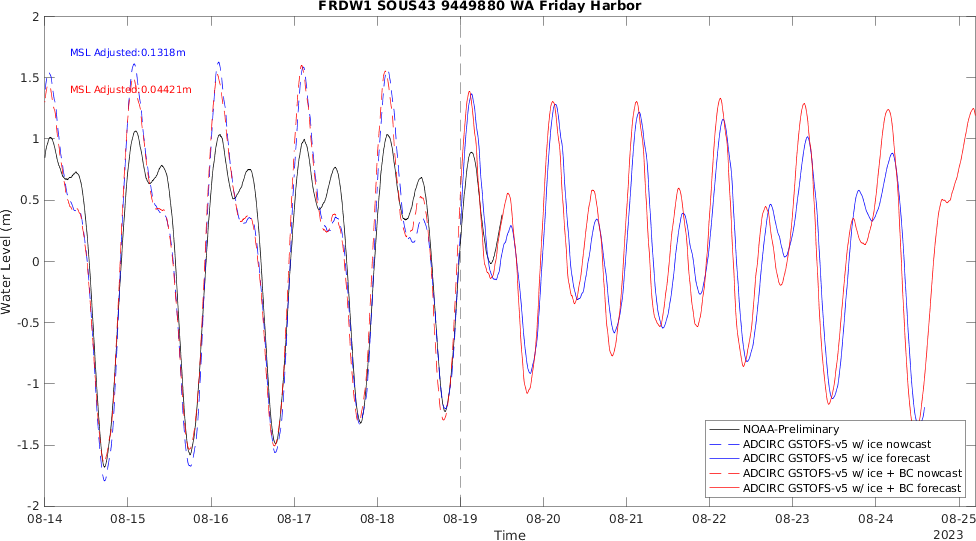 FRDW1 SOUS43 9449880 WA Friday Harbor
2
MSL Adjusted:0.1318m
1.5
MSL Adjusted:0.04421m
1
0.5
0
-0.5
-1
-1.5
-2
Water Level (m)
NOAA-Preliminary
ADCIRC GSTOFS-v5 w/ ice nowcast
ADCIRC GSTOFS-v5 w/ ice forecast
ADCIRC GSTOFS-v5 w/ ice + BC nowcast
ADCIRC GSTOFS-v5 w/ ice + BC forecast
08-14 08-15 08-16 08-17 08-18 08-19 08-20 08-21 08-22 08-23 08-24 08-25
Time 2023